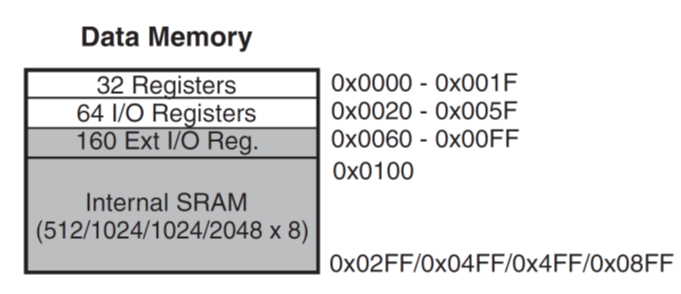 Data Memory
32 Registers 0x0000 - 0x001F
64 I/O Registers 0x0020 - 0x005F
160 Ext I/O Reg. 0x0060 - 0x00FF
0x0100
Internal SRAM
(512/1024/1024/2048 x 8)
0x02FF/0x04FF/0x4FF/0x08FF